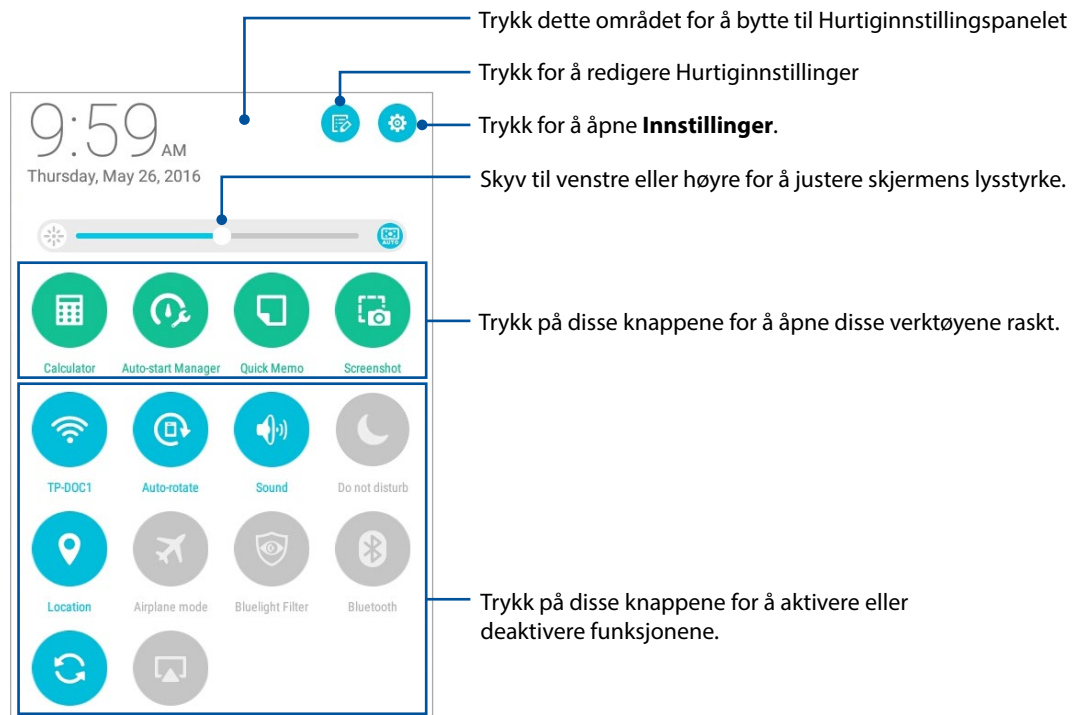 Trykk dette området for å bytte til Hurtiginnstillingspanelet
Trykk for å redigere Hurtiginnstillinger
9:59 AM
Trykk for å åpne Innstillinger.
Thursday, May 26, 2016
Skyv til venstre eller høyre for å justere skjermens lysstyrke.
AUTO
Trykk på disse knappene for å åpne disse verktøyene raskt.
Calculator Auto-start Manager Quick Memo Screenshot
TP-DOC1 Auto-rotate Sound Do not disturb
Location Airplane mode Bluelight Filter Bluetooth
Trykk på disse knappene for å aktivere eller
deaktivere funksjonene.